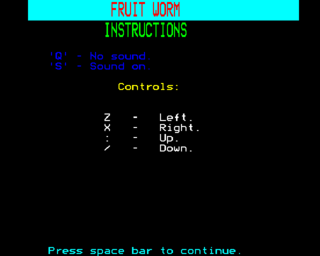 FRUIT WORM
INSTRUCTIONS
'Q' - No sound
'S' - Sound on.
Controls:
Z - Left.
X - Right.
: - Up.
/ - Down.
Press space bar to continue.